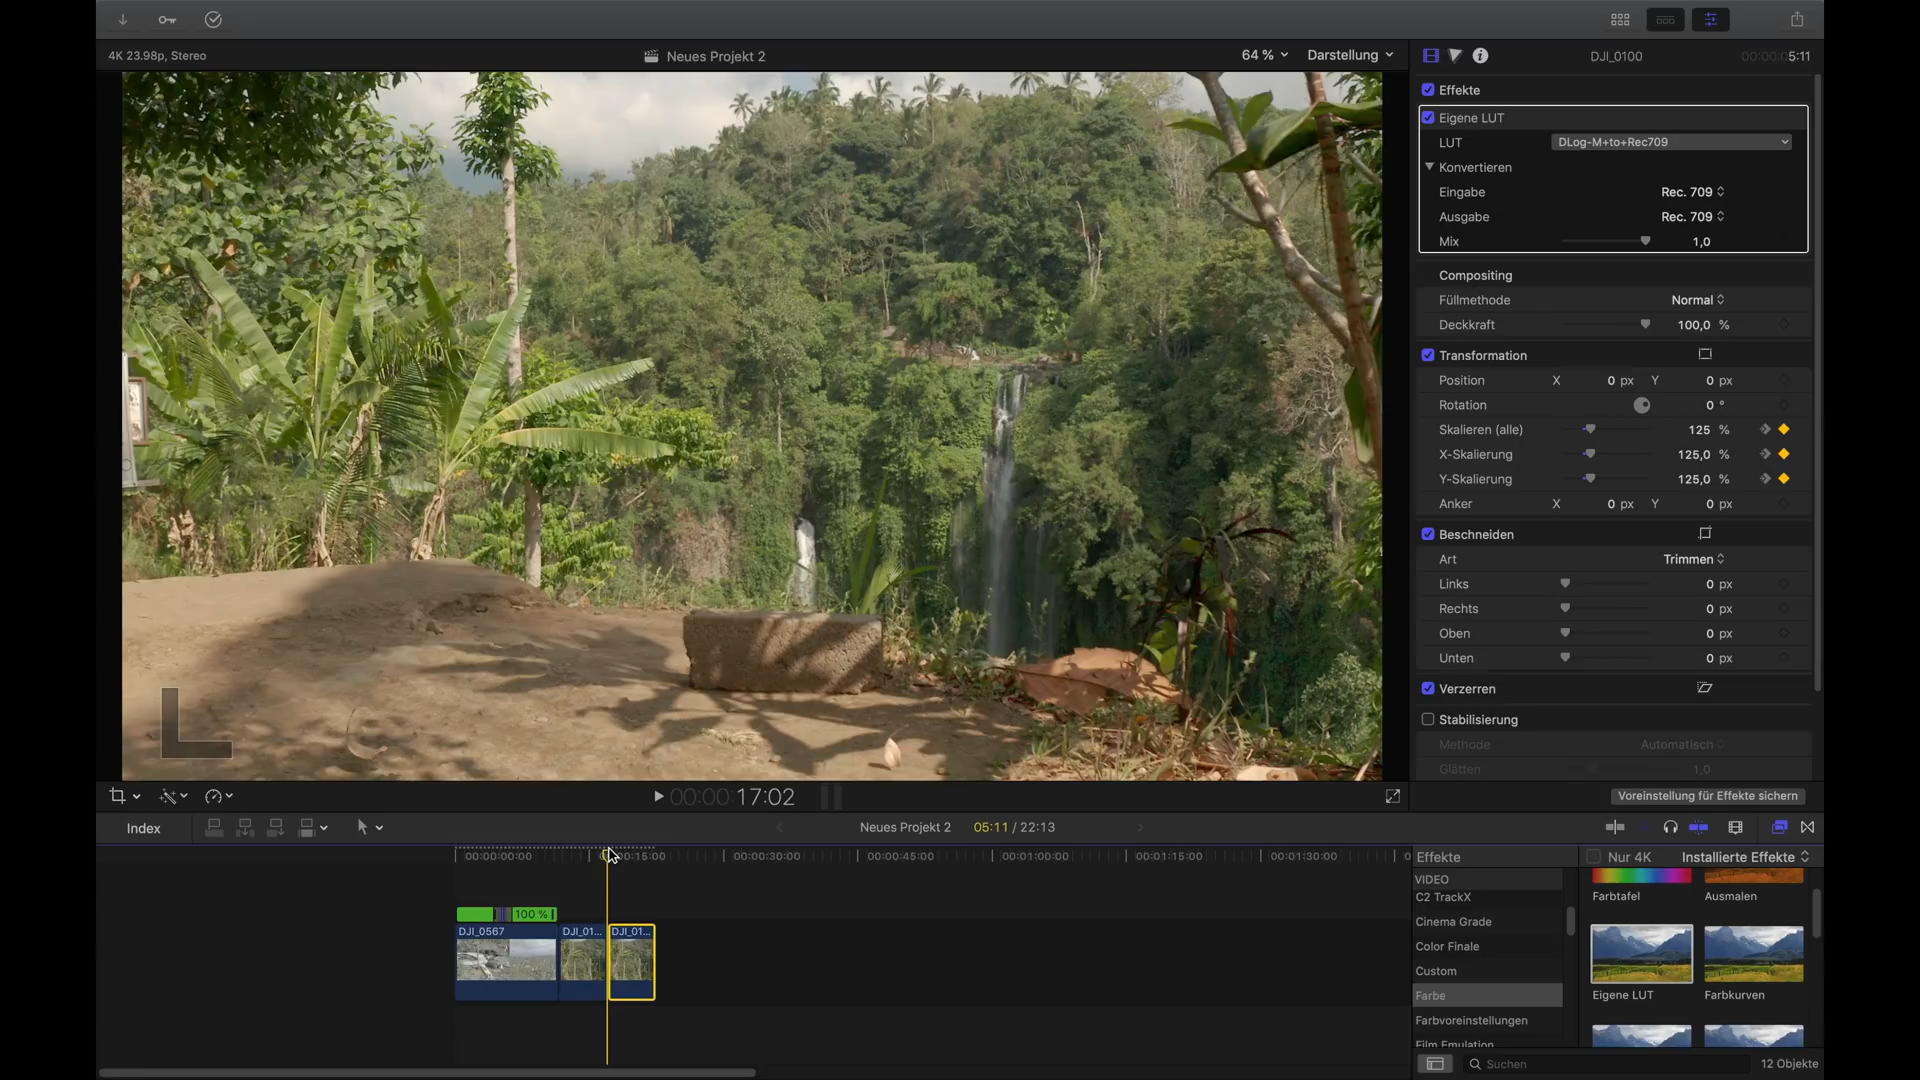 4K 23.98p, Stereo
Neues Projekt 2
64 %
Darstellung
DJI_0100
00:00:05:11
Effekte
Eigene LUT
LUT
DLog-M+to+Rec709
Konvertieren
Eingabe
Rec. 709
Ausgabe
Rec. 709
Mix
1,0
Compositing
Füllmethode
Normal
Deckkraft
100,0 %
Transformation
Position
X
0 px
Y
0 px
Rotation
0 °
Skalieren (alle)
125 %
X-Skalierung
125,0 %
Y-Skalierung
125,0 %
Anker
X
0 px
Y
0 px
Beschneiden
Art
Trimmen
Links
0 px
Rechts
0 px
Oben
0 px
Unten
0 px
Verzerren
Stabilisierung
Methode
Automatisch
Glätten
1,0
00:00:17:02
Voreinstellung für Effekte sichern
Index
Neues Projekt 2
05:11 / 22:13
00:00:00:00
00:00:30:00
00:00:45:00
00:01:00:00
00:01:15:00
00:01:30:00
100 %
DJI_0567
DJI_01...
DJI_01...
Effekte
Nur 4K
Installierte Effekte
VIDEO
C2 TrackX
Cinema Grade
Color Finale
Custom
Farbe
Farbvoreinstellungen
Film Emulation
Farbtafel
Ausmalen
Eigene LUT
Farbkurven
Suchen
12 Objekte